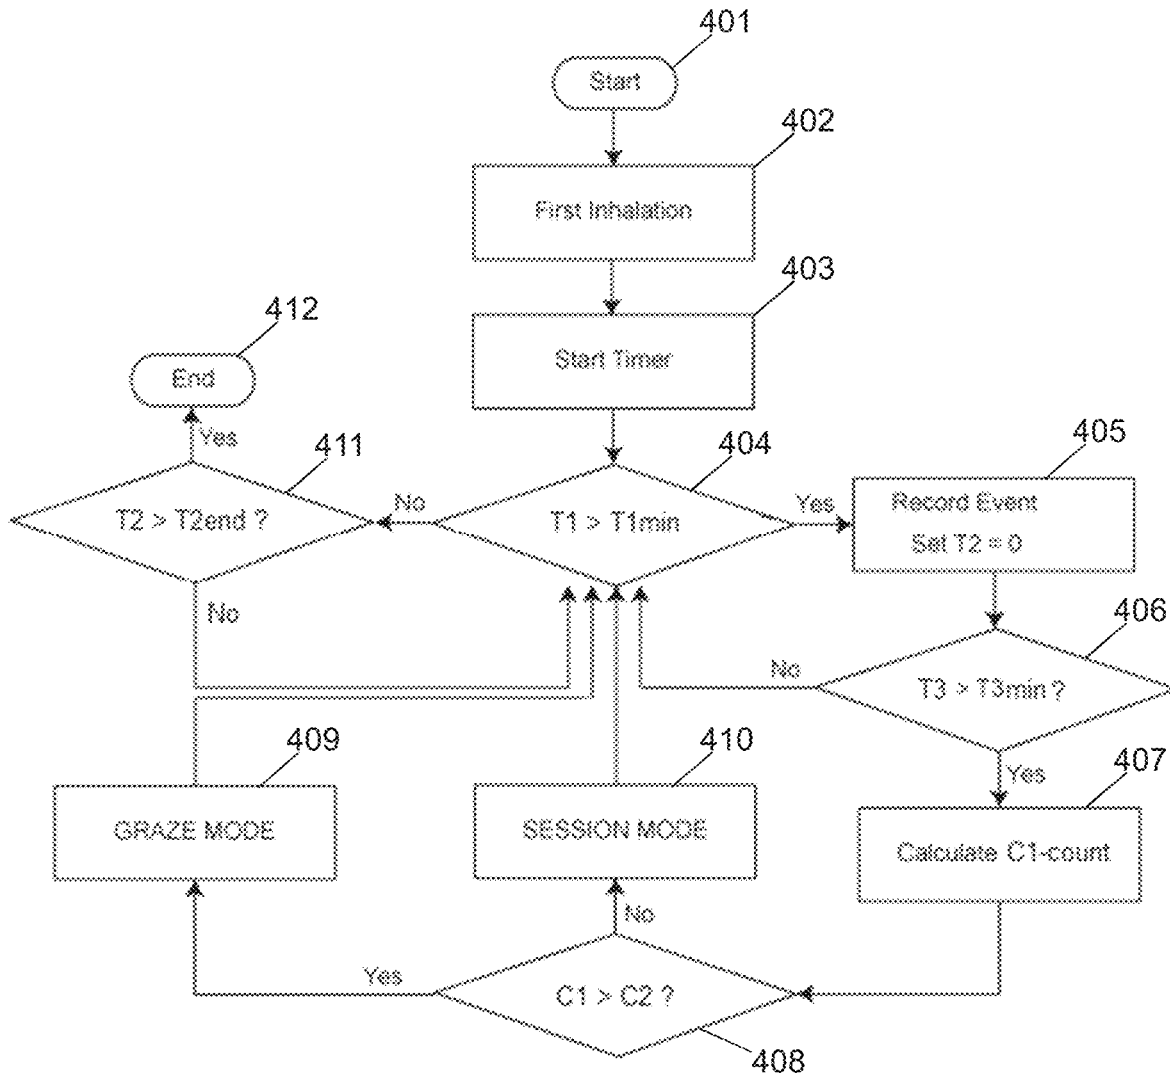 401
Start
402
First Inhalation
403
Start Timer
412
End
Yes
411
T2 > T2end ?
No
404
T1 > T1min
Yes
405
Record Event
Set T2 = 0
No
406
T3 > T3min ?
No
Yes
407
Calculate C1-count
409
GRAZE MODE
410
SESSION MODE
No
Yes
C1 > C2 ?
408